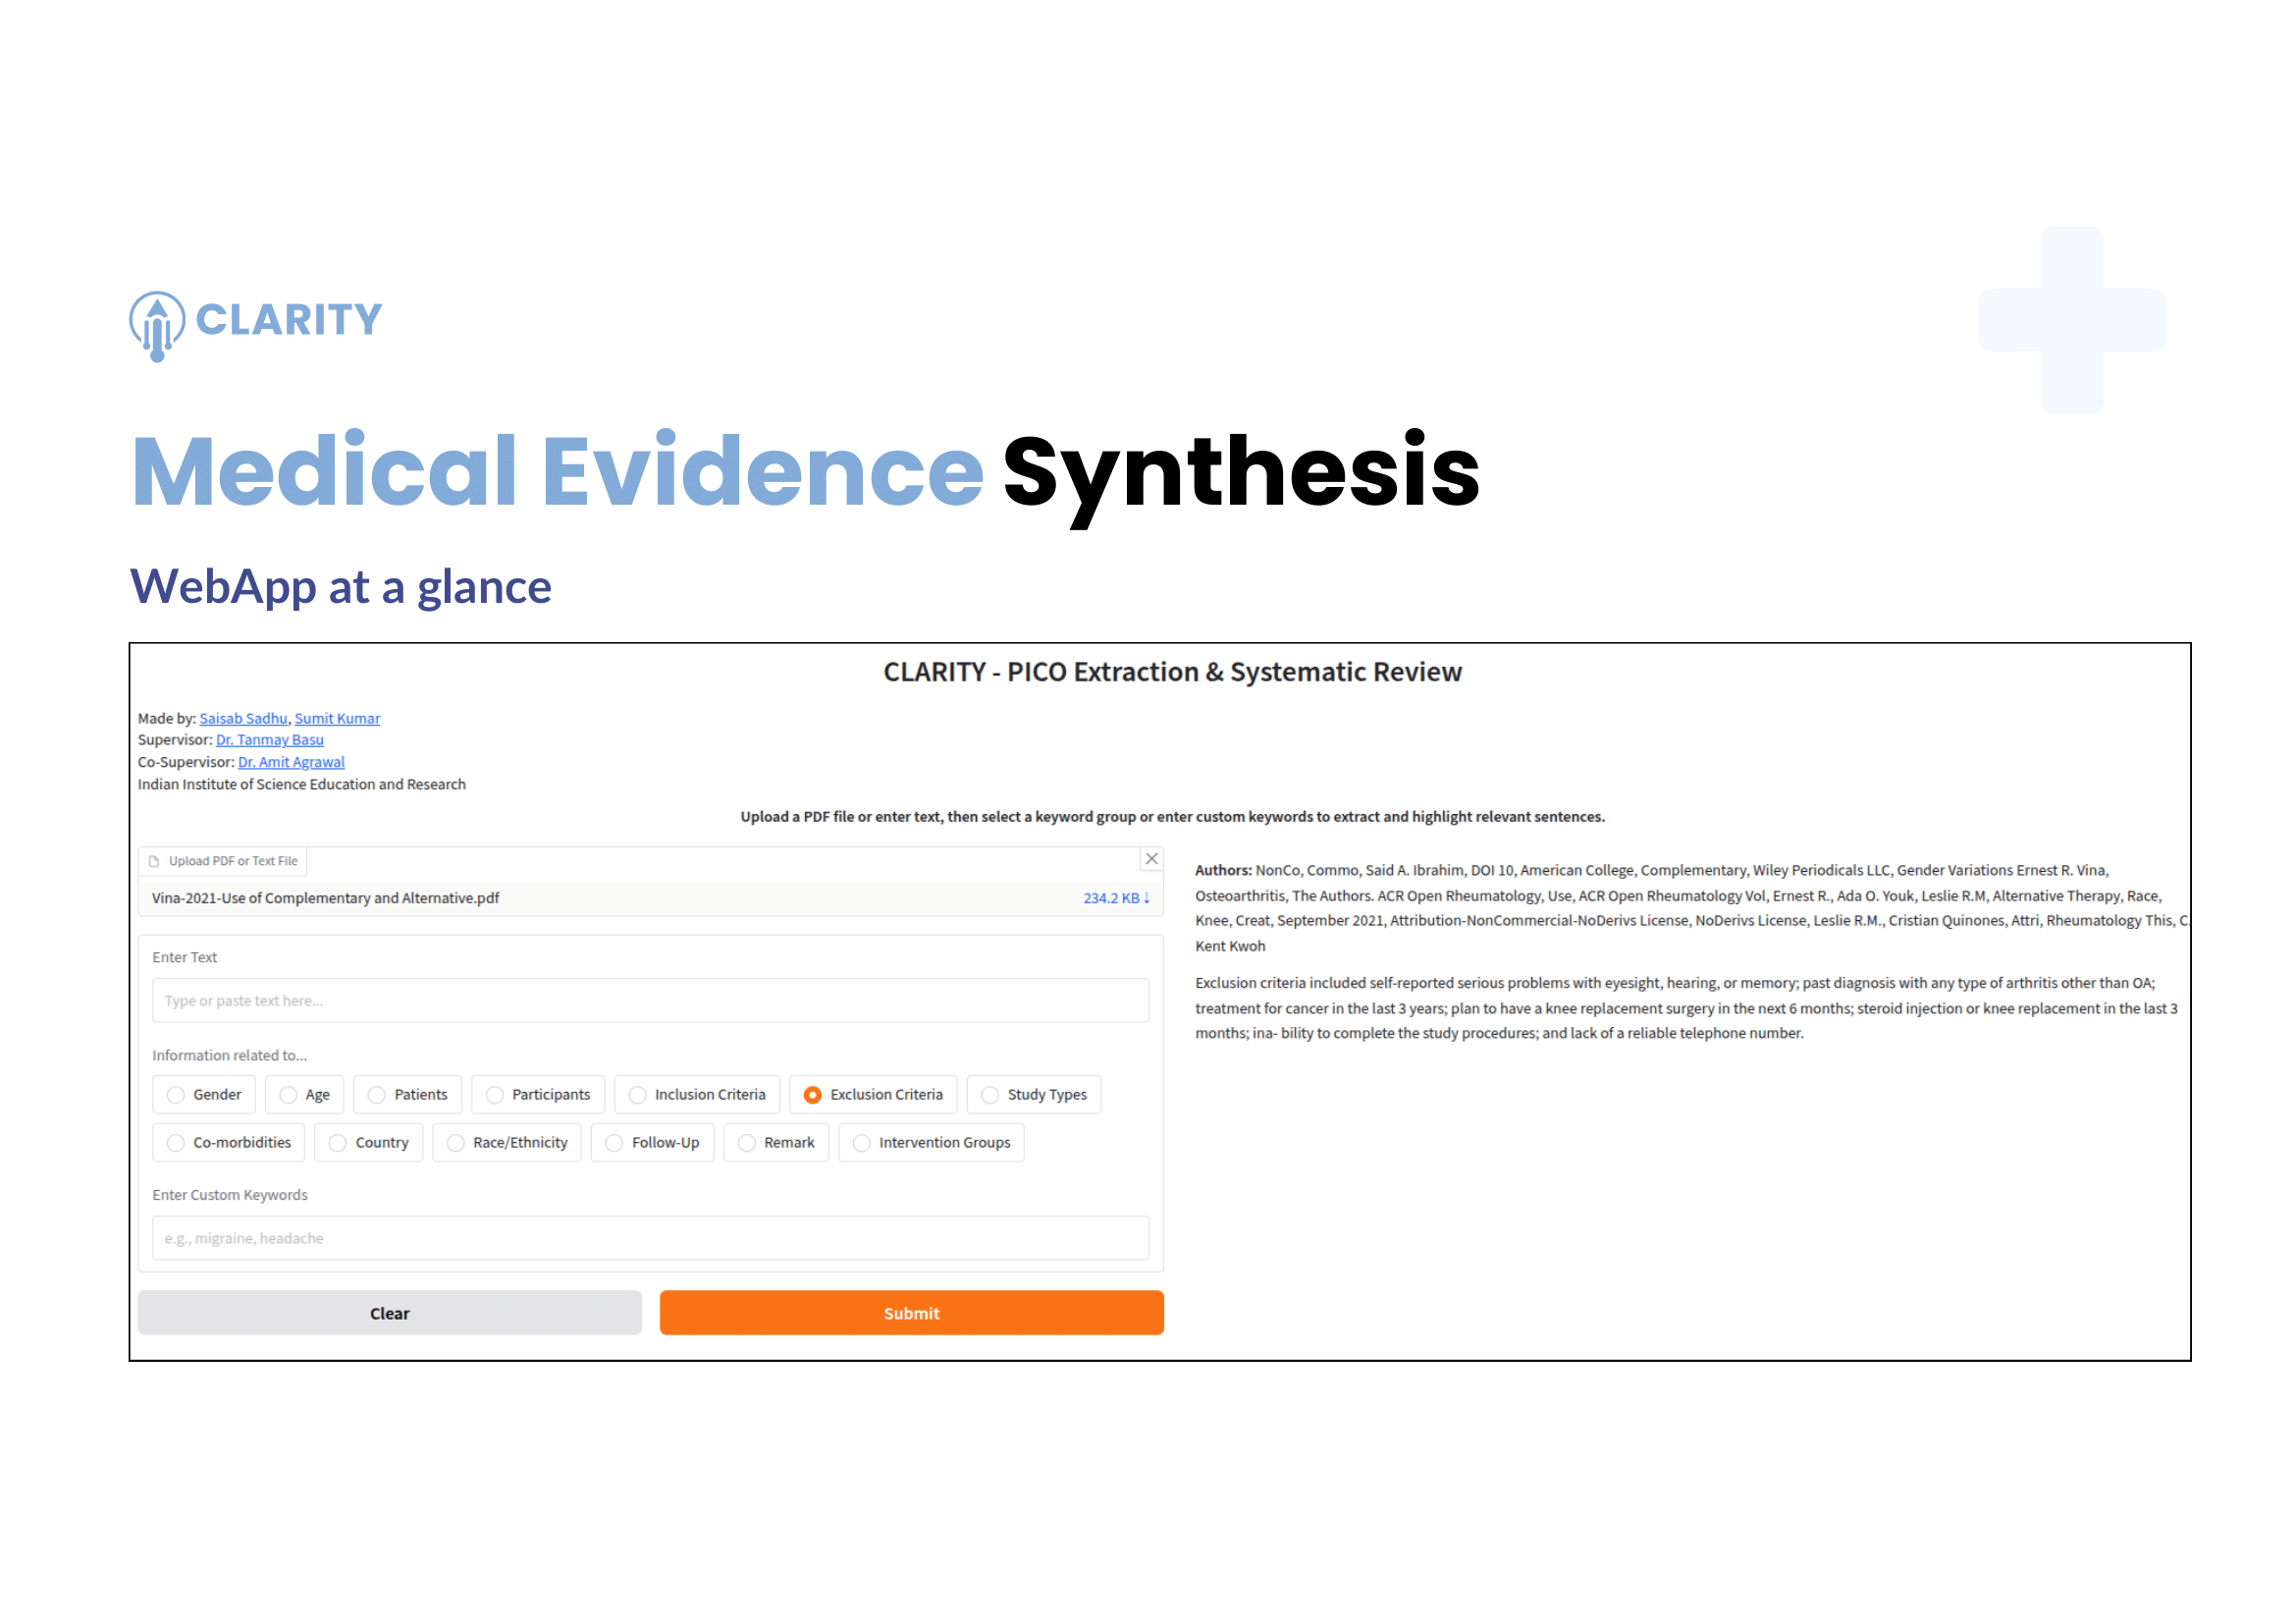 CLARITY
Medical Evidence Synthesis
WebApp at a glance
CLARITY - PICO Extraction & Systematic Review
Made by: Saisab Sadhu, Sumit Kumar
Supervisor: Dr. Tanmay Basu
Co-Supervisor: Dr. Amit Agrawal
Indian Institute of Science Education and Research
Upload a PDF file or enter text, then select a keyword group or enter custom keywords to extract and highlight relevant sentences.
Upload PDF or Text File
Vina-2021-Use of Complementary and Alternative.pdf 234.2 KB ↓
Enter Text
Type or paste text here...
Information related to...
Gender Age Patients Participants Inclusion Criteria Exclusion Criteria Study Types
Co-morbidities Country Race/Ethnicity Follow-Up Remark Intervention Groups
Enter Custom Keywords
e.g., migraine, headache
Clear Submit
Authors: NonCo, Commo, Said A. Ibrahim, DOI 10, American College, Complementary, Wiley Periodicals LLC, Gender Variations Ernest R. Vina,
Osteoarthritis, The Authors. ACR Open Rheumatology, Use, ACR Open Rheumatology Vol, Ernest R., Ada O. Youk, Leslie R.M, Alternative Therapy, Race,
Knee, Creat, September 2021, Attribution-NonCommercial-NoDerivs License, NoDerivs License, Leslie R.M., Cristian Quinones, Attri, Rheumatology This, C.
Kent Kwoh
Exclusion criteria included self-reported serious problems with eyesight, hearing, or memory; past diagnosis with any type of arthritis other than OA;
treatment for cancer in the last 3 years; plan to have a knee replacement surgery in the next 6 months; steroid injection or knee replacement in the last 3
months; ina- bility to complete the study procedures; and lack of a reliable telephone number.